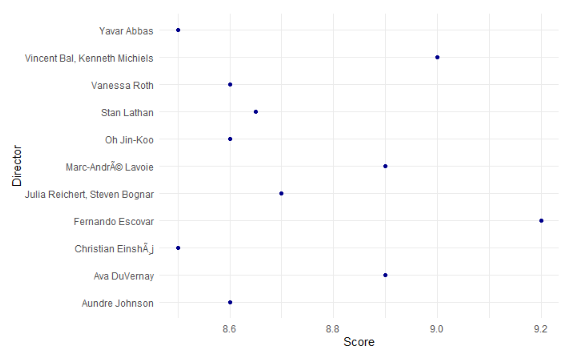 Yavar Abbas
Vincent Bal, Kenneth Michiels
Vanessa Roth
Stan Lathan
Oh Jin-Koo
Marc-AndrÃ© Lavoie
Julia Reichert, Steven Bognar
Fernando Escovar
Christian EinshÃ¸j
Ava DuVernay
Aundre Johnson
Director
8.6 8.8 9.0 9.2
Score